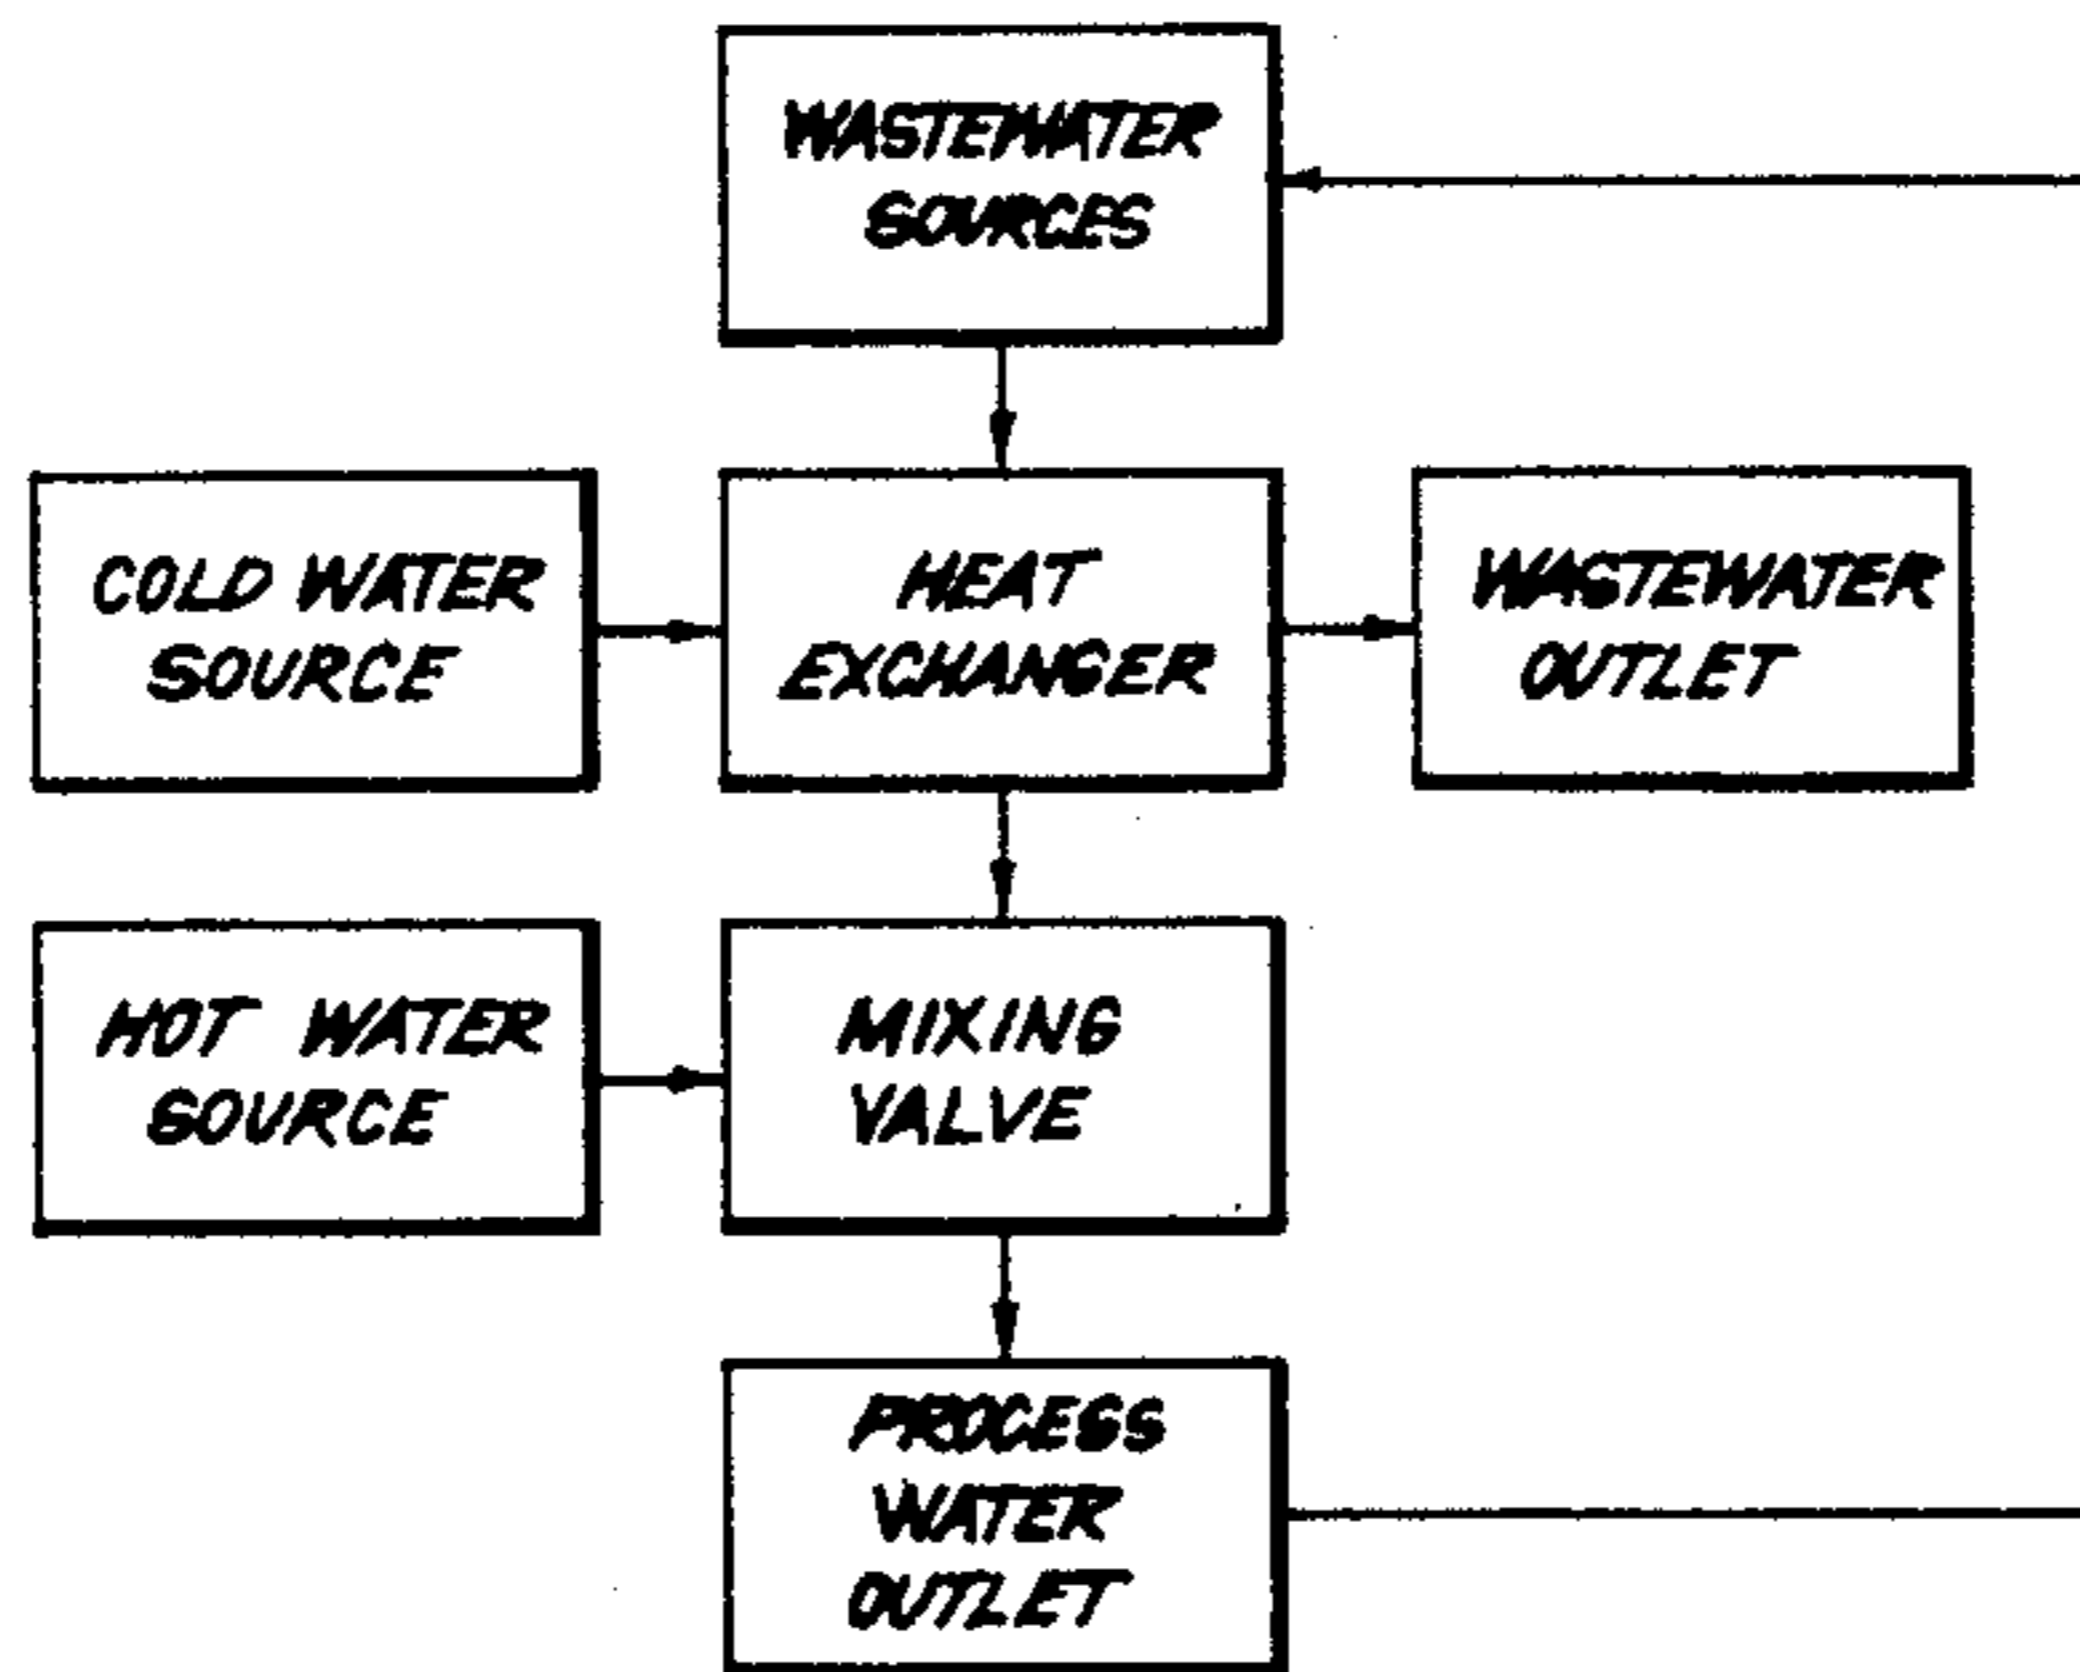 WASTEWATER
SOURCES
COLD WATER
SOURCE
HEAT
EXCHANGER
WASTEWATER
OUTLET
HOT WATER
SOURCE
MIXING
VALVE
PROCESS
WATER
OUTLET